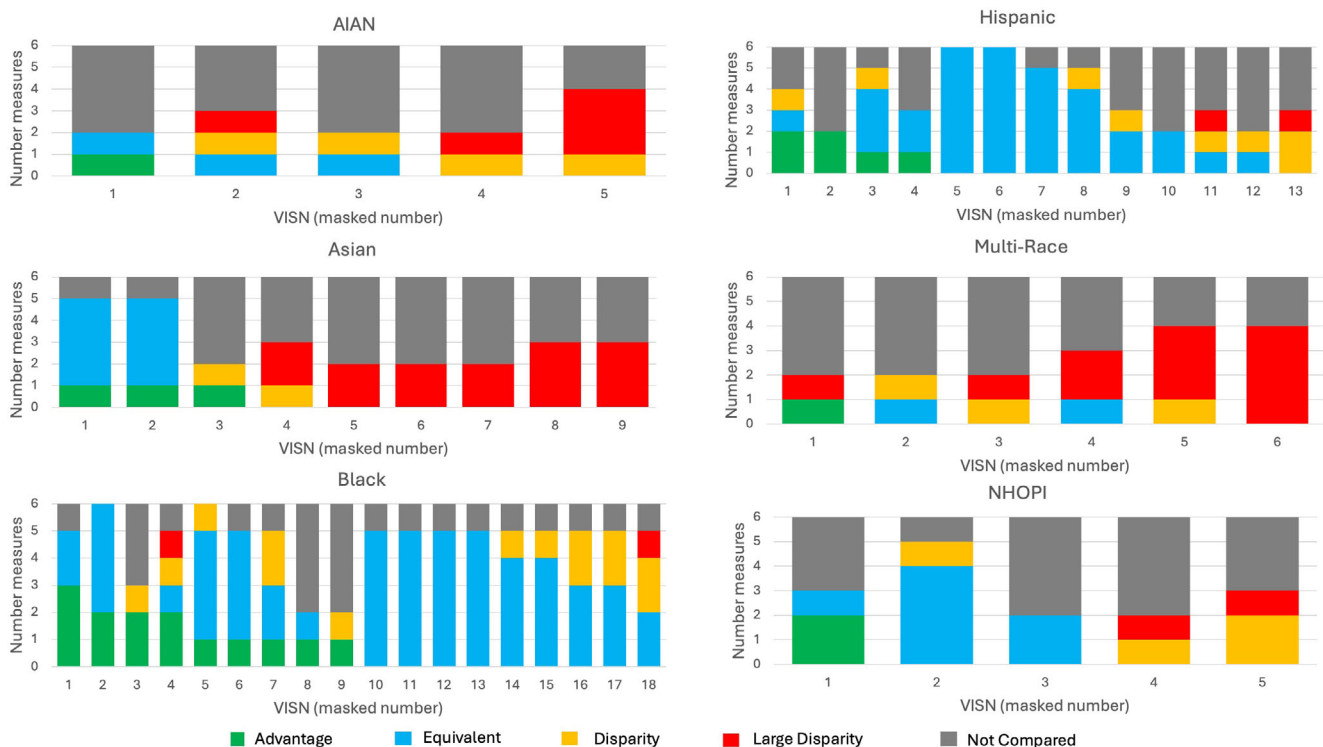 AIAN
Number measures
6
5
4
3
2
1
0
1 2 3 4 5
VISN (masked number)
Hispanic
Number measures
6
5
4
3
2
1
0
1 2 3 4 5 6 7 8 9 10 11 12 13
VISN (masked number)
Asian
Number measures
6
5
4
3
2
1
0
1 2 3 4 5 6 7 8 9
VISN (masked number)
Multi-Race
Number measures
6
5
4
3
2
1
0
1 2 3 4 5 6
VISN (masked number)
Black
Number measures
6
5
4
3
2
1
0
1 2 3 4 5 6 7 8 9 10 11 12 13 14 15 16 17 18
VISN (masked number)
NHOPI
Number measures
6
5
4
3
2
1
0
1 2 3 4 5
VISN (masked number)
Advantage Equivalent Disparity Large Disparity Not Compared